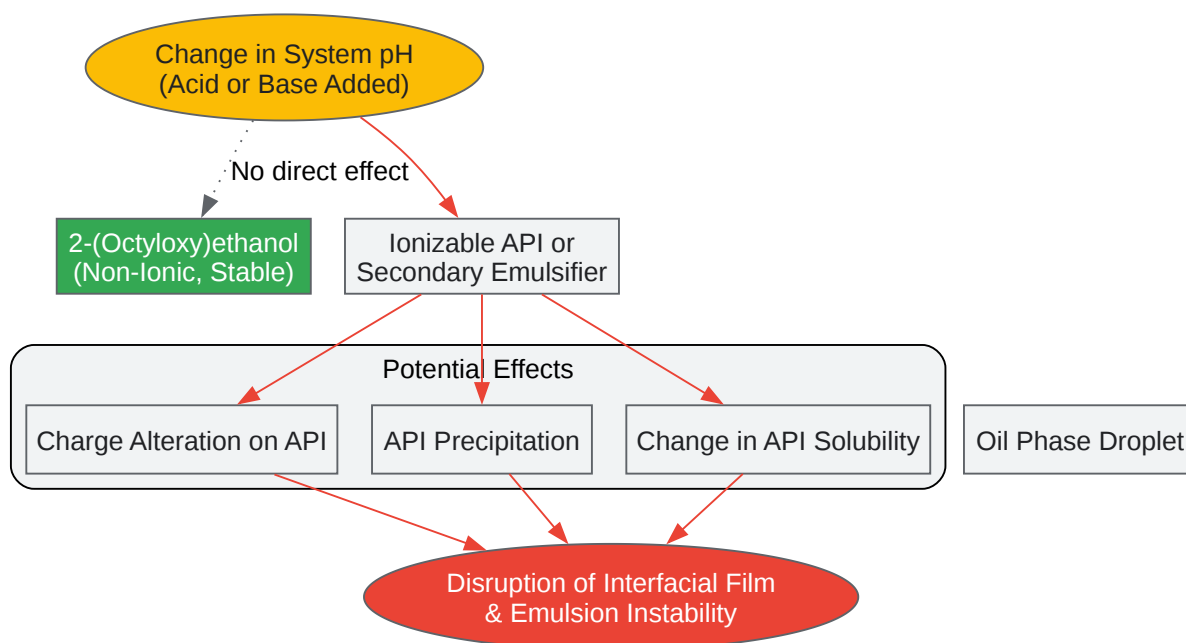 Change in System pH
(Acid or Base Added)
No direct effect
2-(Octyloxy)ethanol
(Non-Ionic, Stable)
Ionizable API or
Secondary Emulsifier
Potential Effects
Charge Alteration on API
API Precipitation
Change in API Solubility
Oil Phase Droplet
Disruption of Interfacial Film
& Emulsion Instability